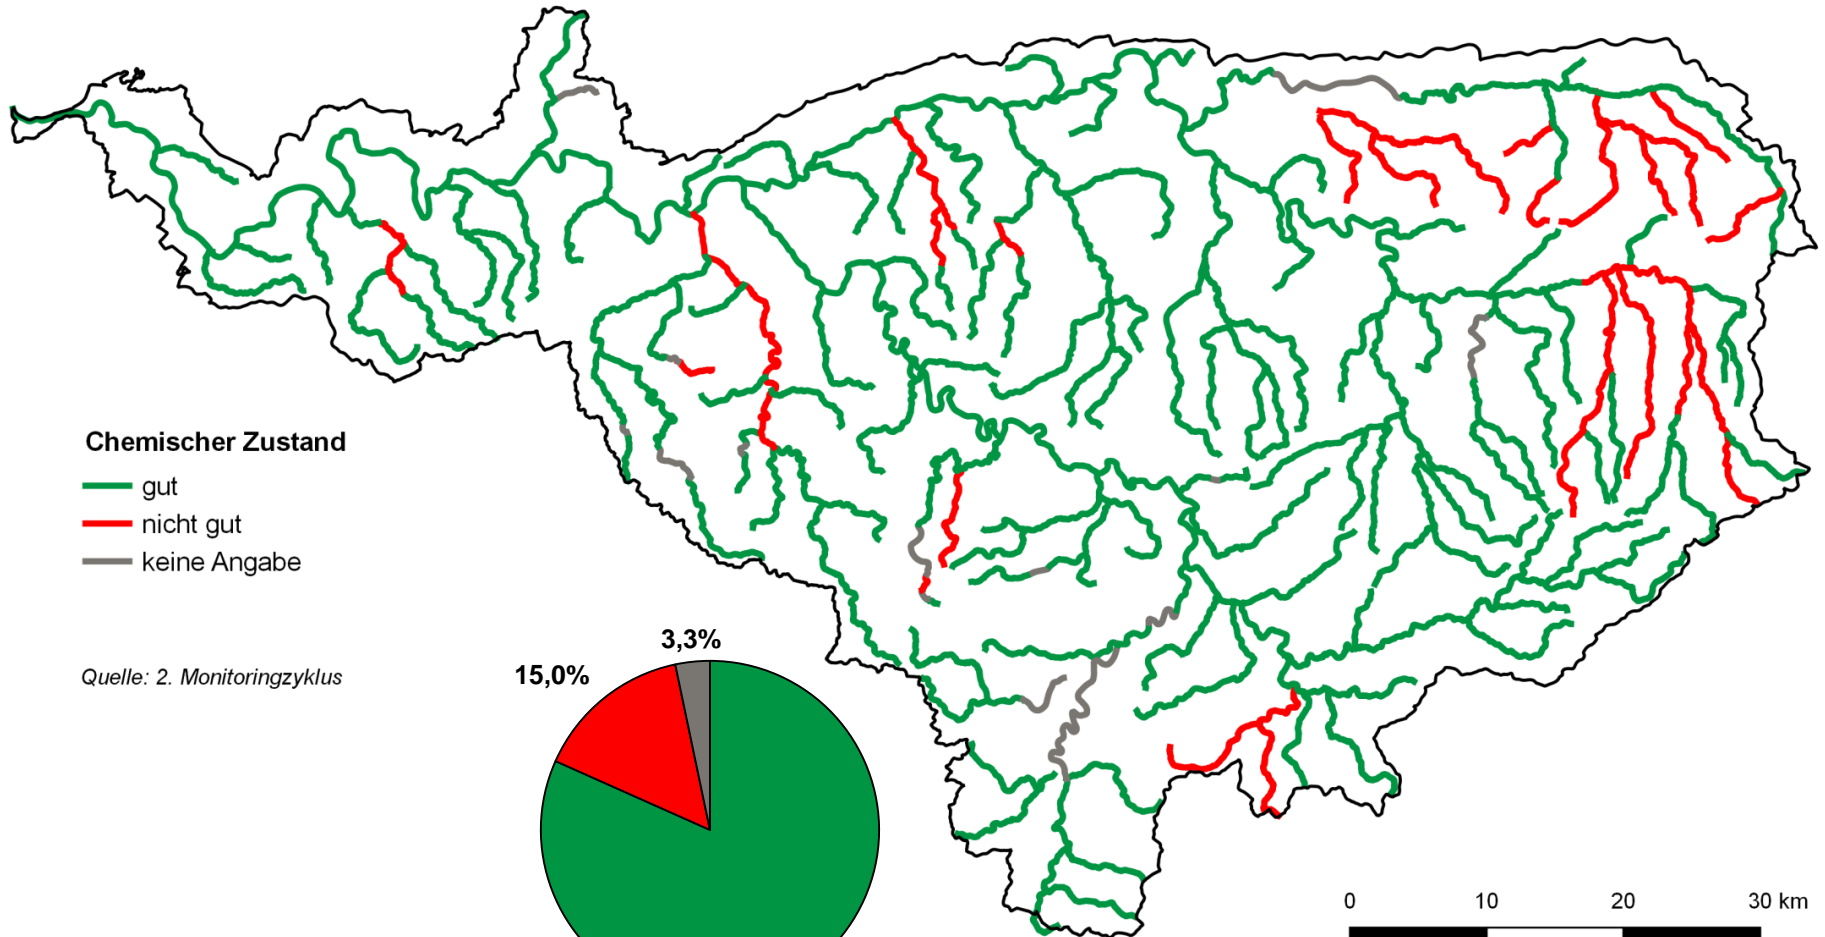 Chemischer Zustand
gut
nicht gut
keine Angabe
Quelle: 2. Monitoringzyklus
3,3%
15,0%
0 10 20 30 km